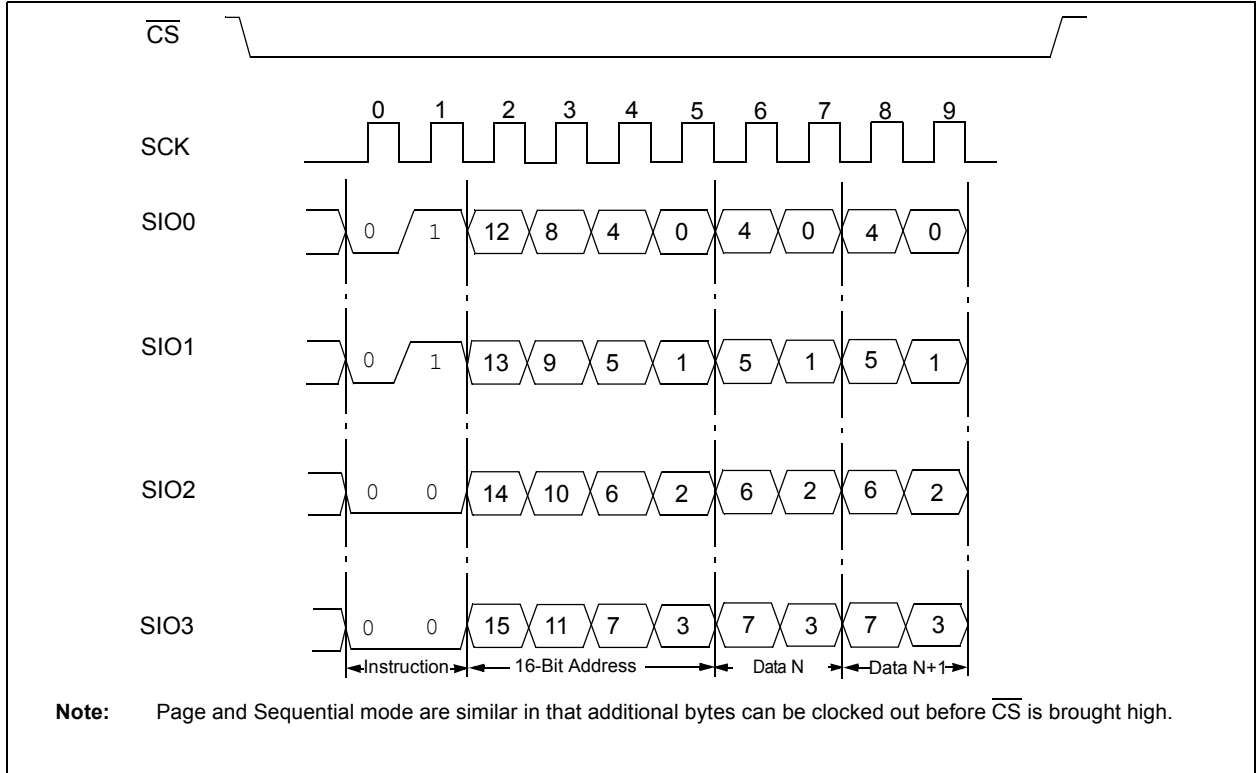 CS
0 1 2 3 4 5 6 7 8 9
SCK
SIO0 0 1 12 8 4 0 4 0 4 0
SIO1 0 1 13 9 5 1 5 1 5 1
SIO2 0 0 14 10 6 2 6 2 6 2
SIO3 0 0 15 11 7 3 7 3 7 3
Instruction 16-Bit Address Data N Data N+1
Note: Page and Sequential mode are similar in that additional bytes can be clocked out before CS is brought high.